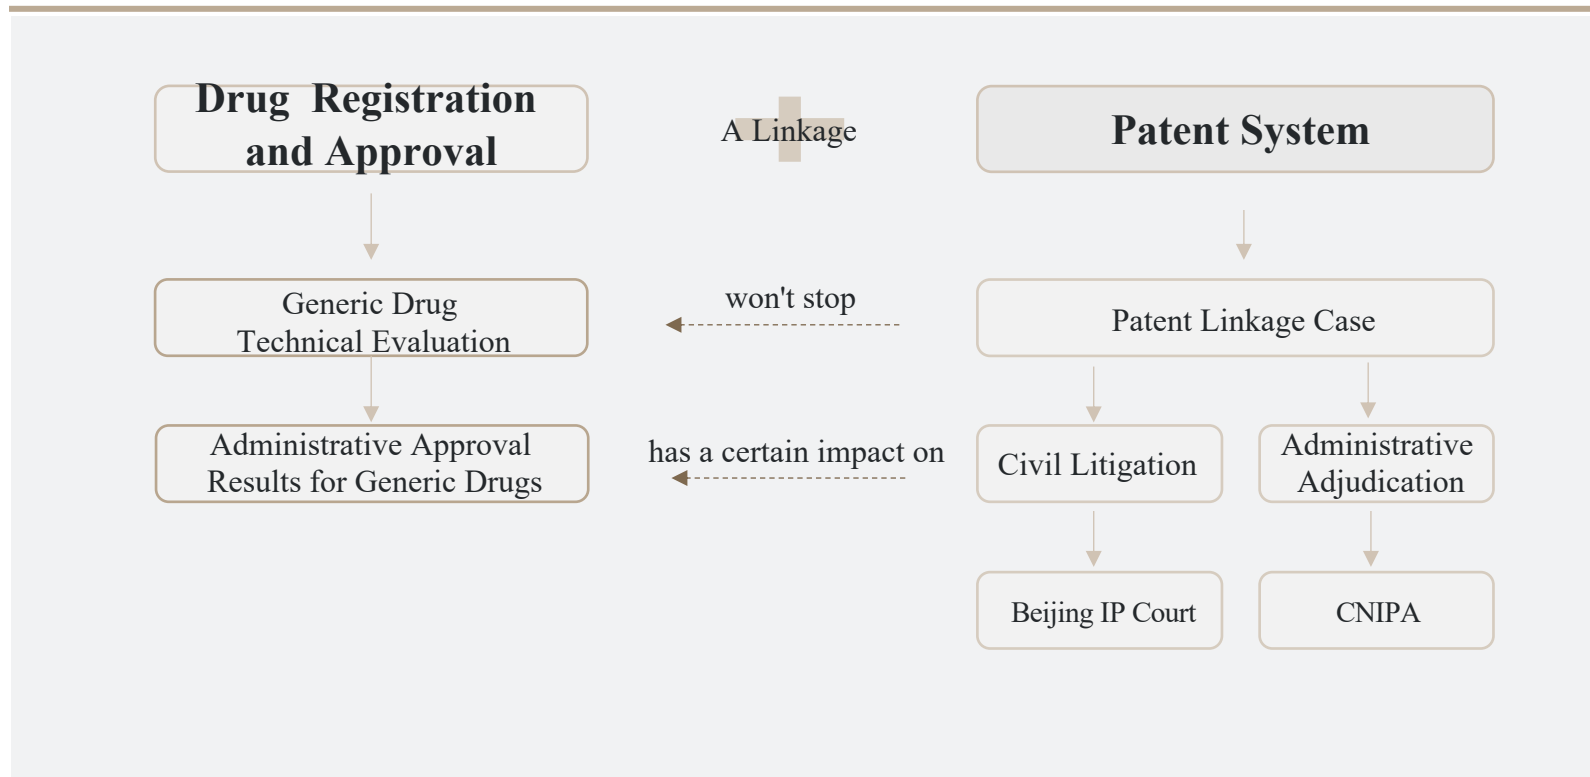 Drug Registration
and Approval
A Linkage
Patent System
Generic Drug
Technical Evaluation
won't stop
Patent Linkage Case
Administrative Approval
Results for Generic Drugs
has a certain impact on
Civil Litigation
Administrative
Adjudication
Beijing IP Court
CNIPA